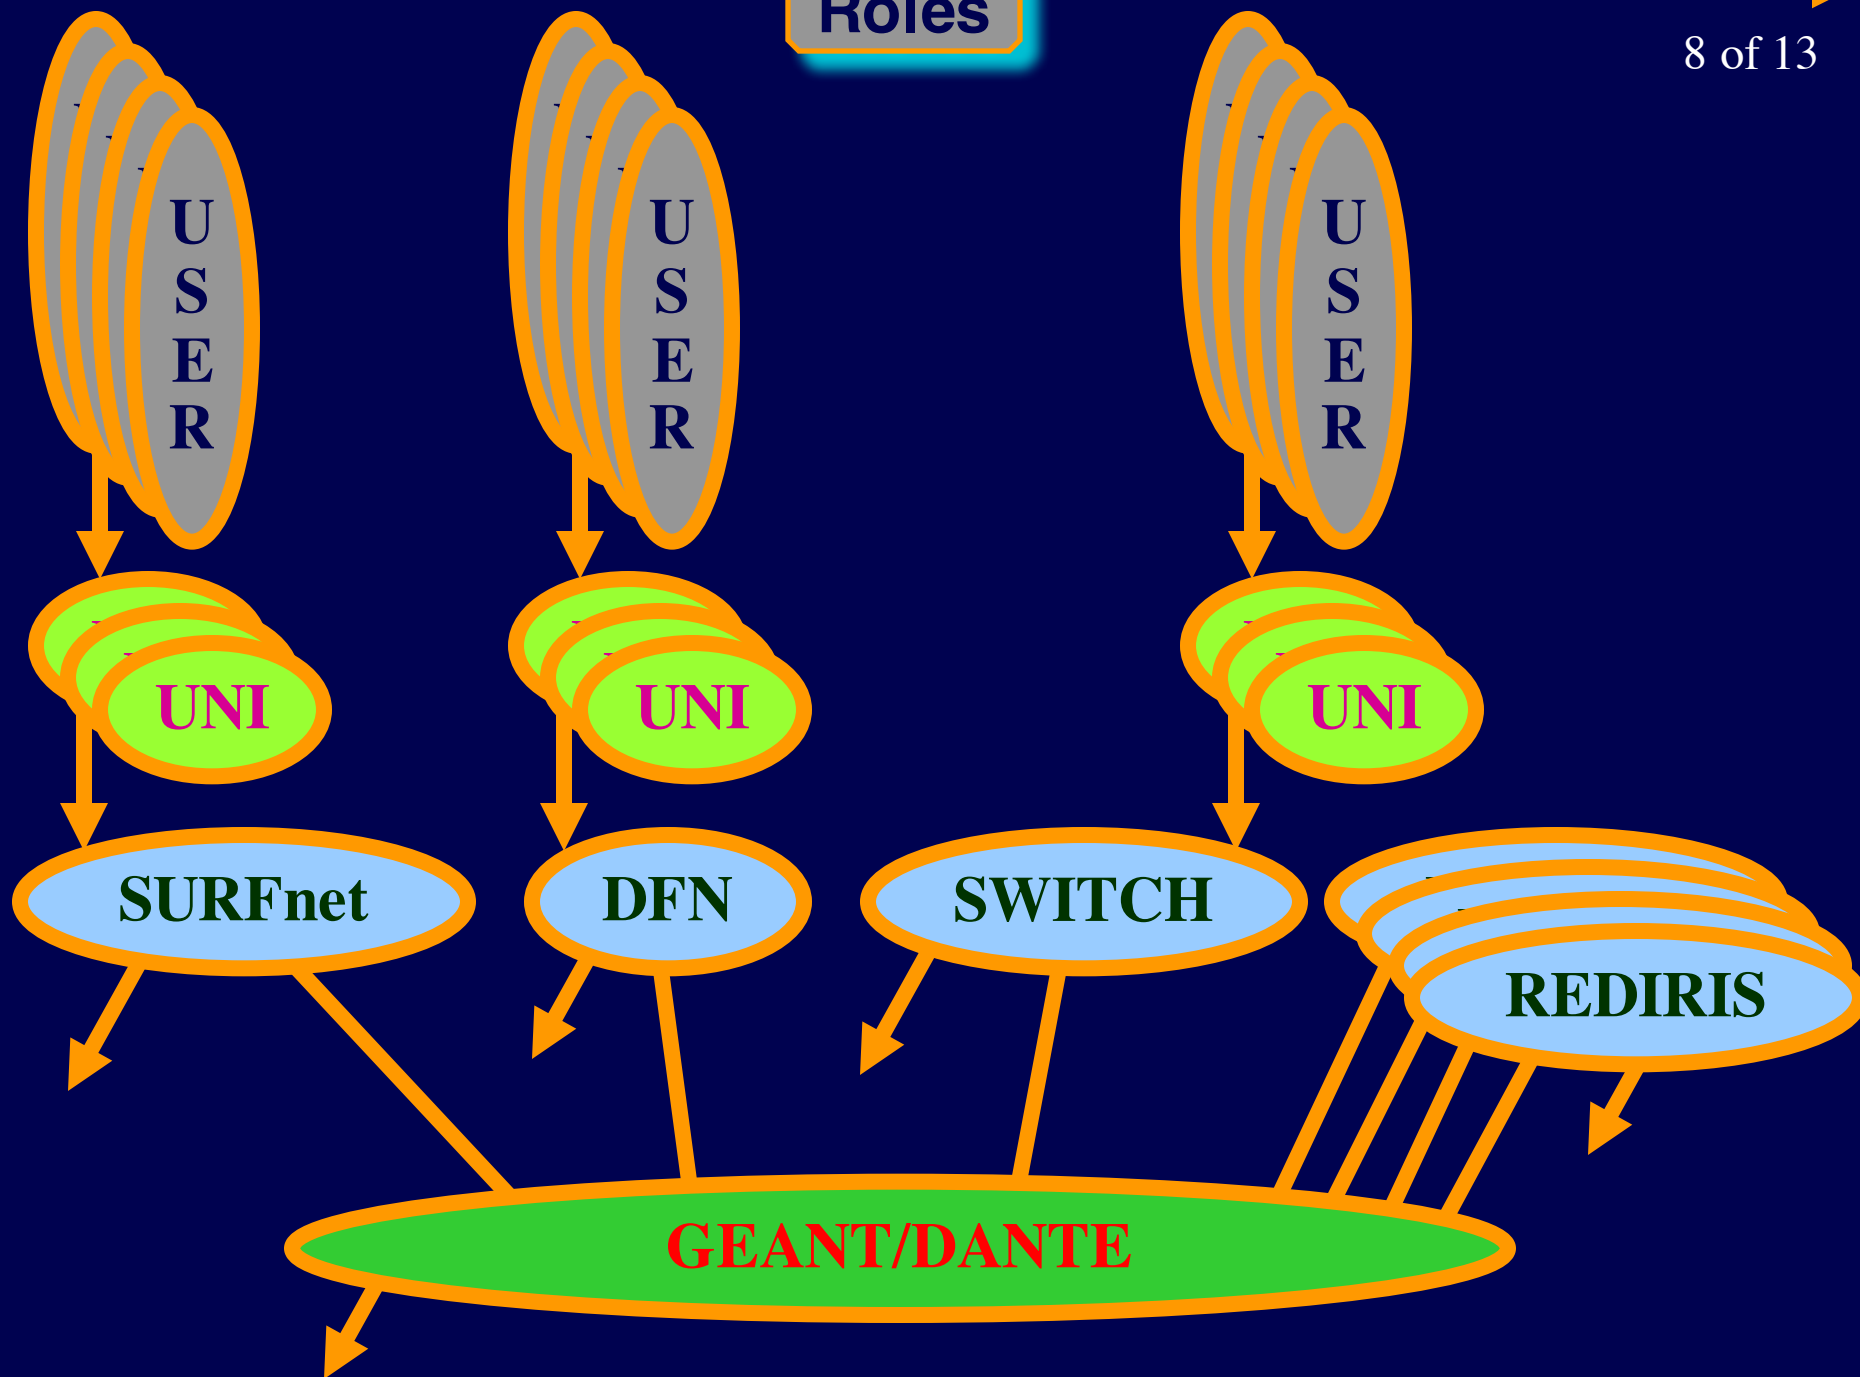 Roles
8 of 13
U
S
E
R
U
S
E
R
U
S
E
R
UNI
UNI
UNI
SURFnet
DFN
SWITCH
REDIRIS
GEANT/DANTE